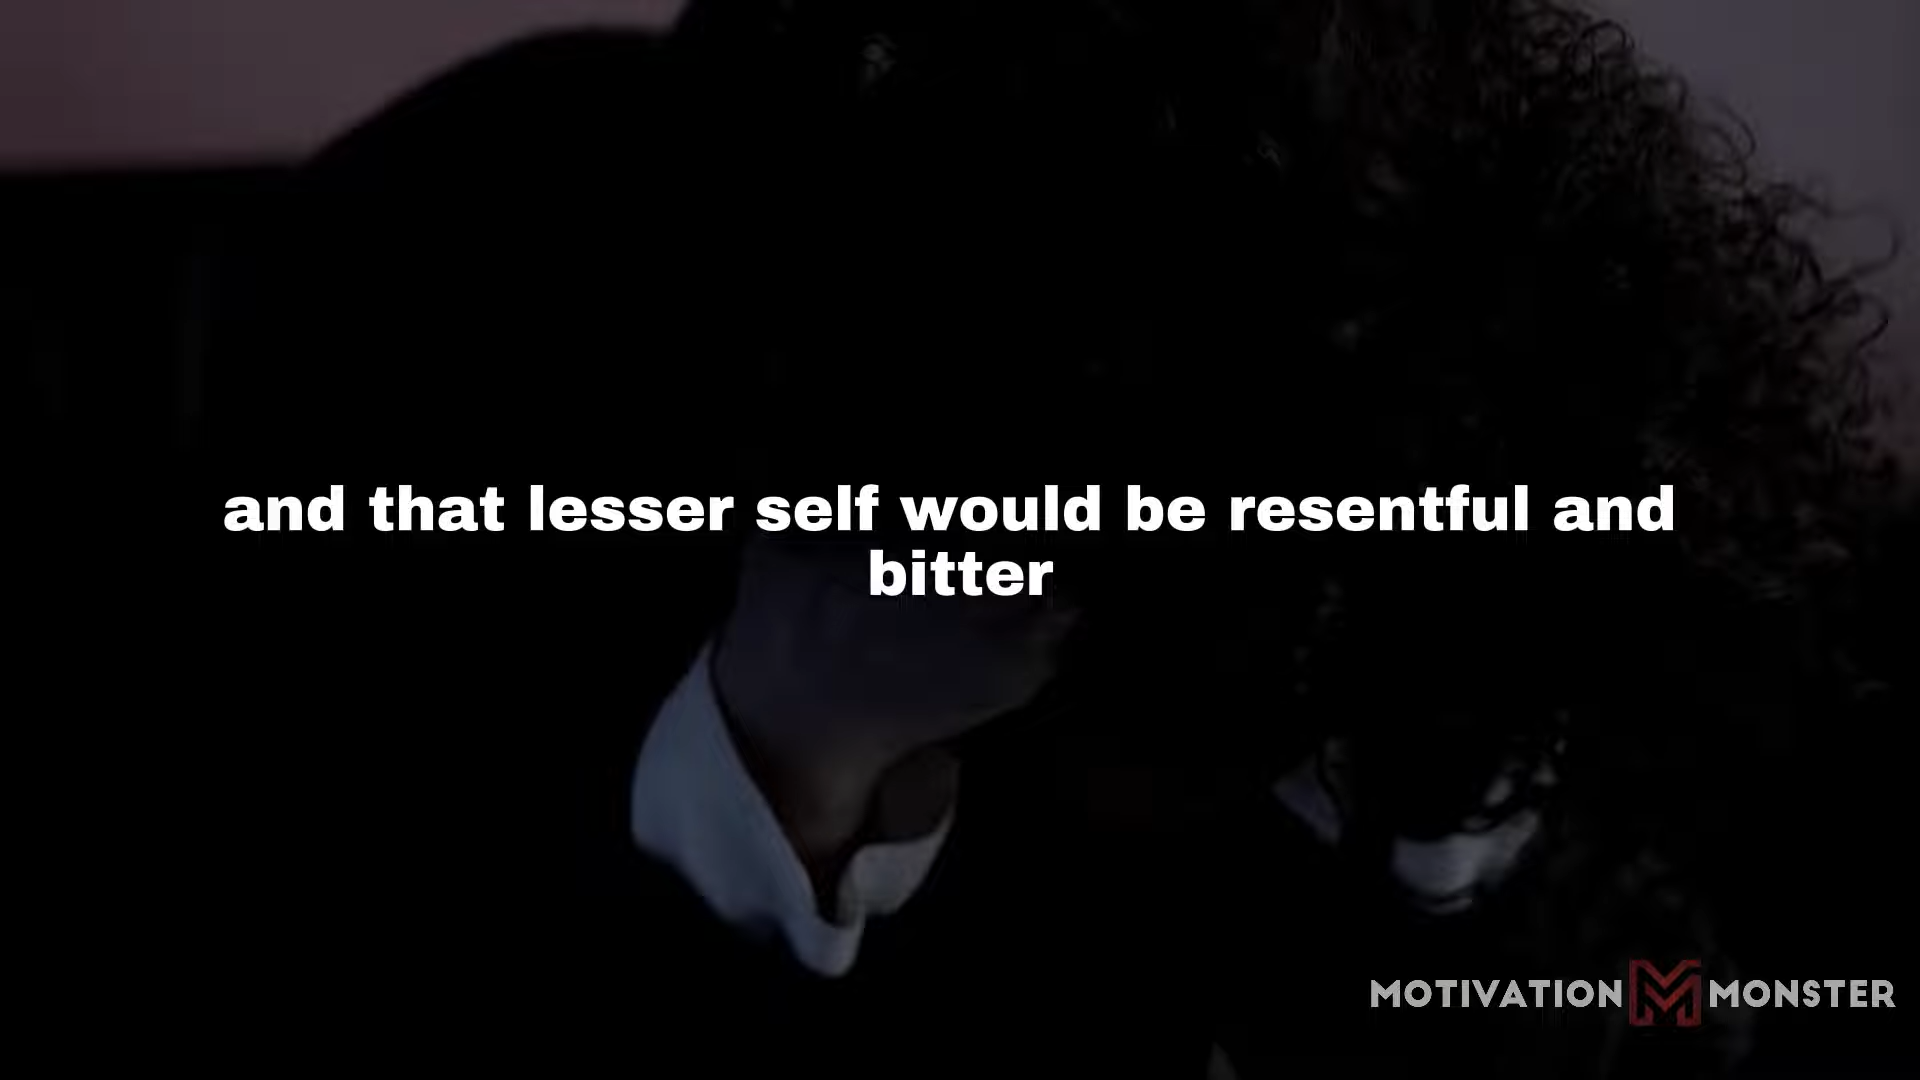 and that lesser self would be resentful and
bitter
MOTIVATION MONSTER